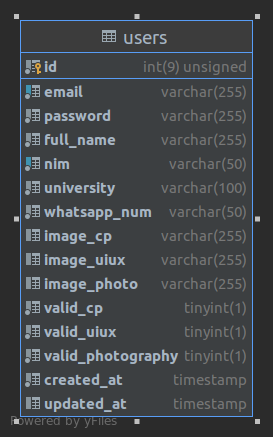 users
id int(9) unsigned
email varchar(255)
password varchar(255)
full_name varchar(255)
nim varchar(50)
university varchar(100)
whatsapp_num varchar(50)
image_cp varchar(255)
image_uiux varchar(255)
image_photo varchar(255)
valid_cp tinyint(1)
valid_uiux tinyint(1)
valid_photography tinyint(1)
created_at timestamp
updated_at timestamp
Powered by yFiles